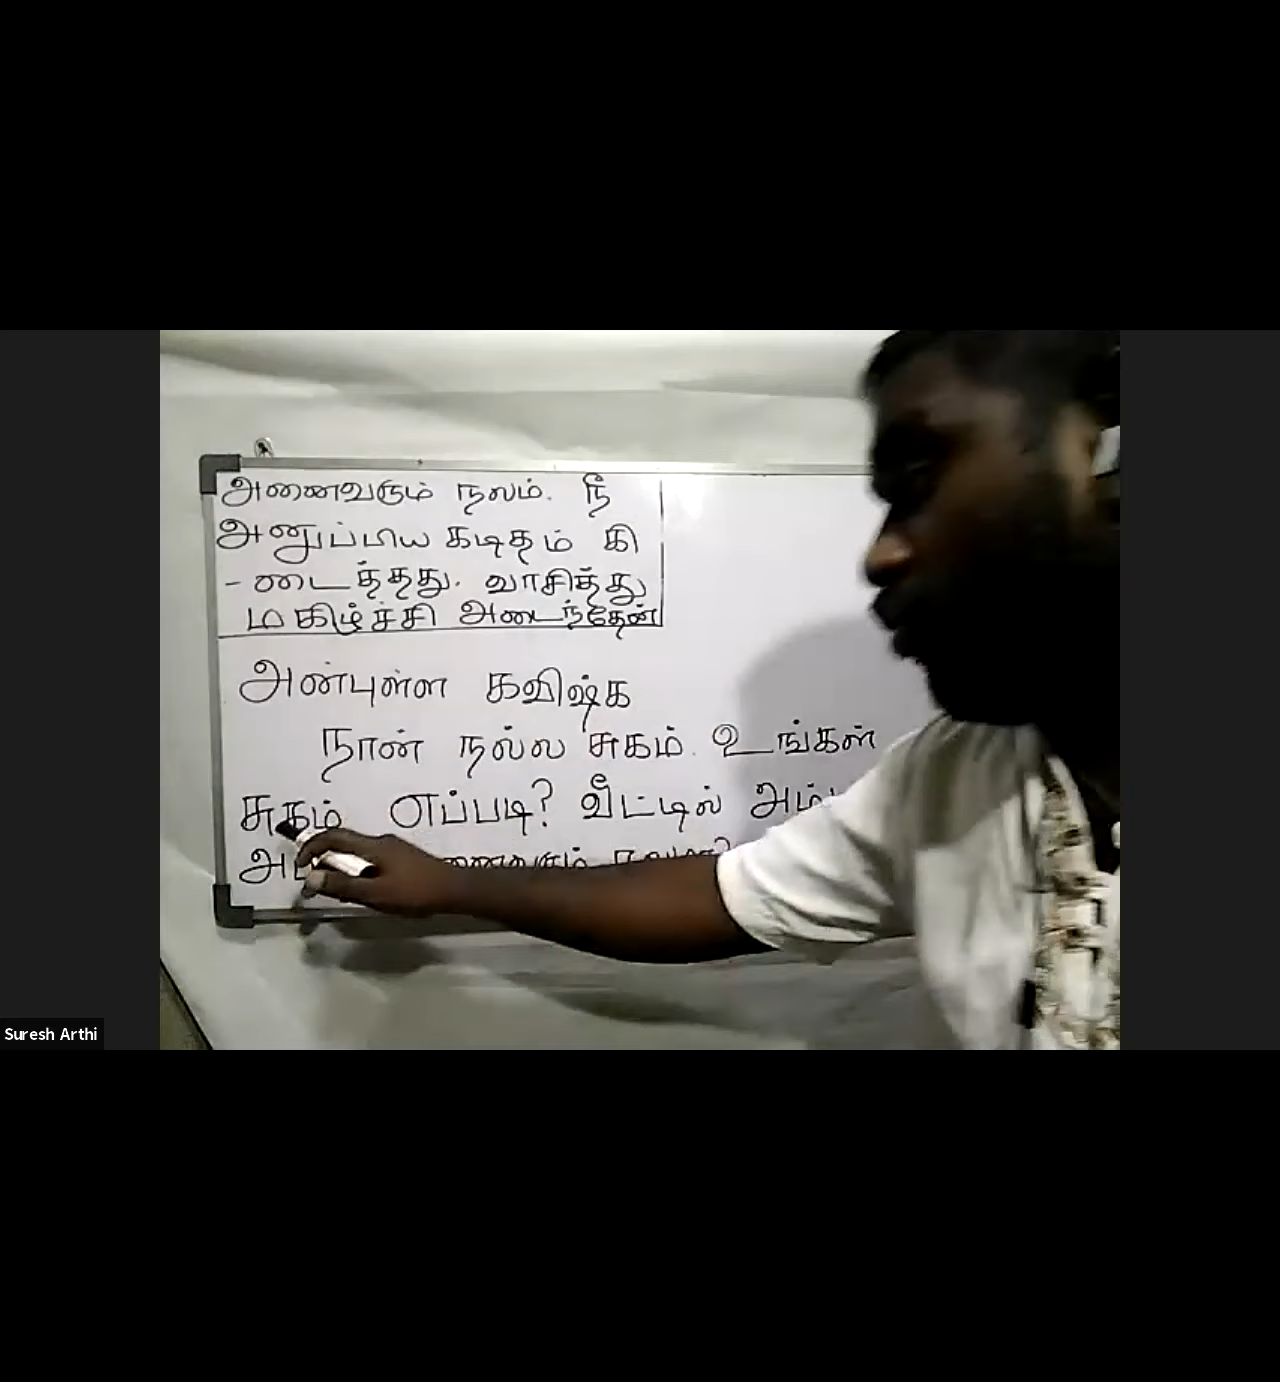 அனைவரும் நலம். நீ
அனுப்பிய கடிதம் கி
- டைத்தது. வாசித்து
மகிழ்ச்சி அடைந்தேன்
அன்புள்ள கவிஷ்க
நான் நல்ல சுகம். உங்கள்
சுகம் எப்படி? வீட்டில்
Suresh Arthi